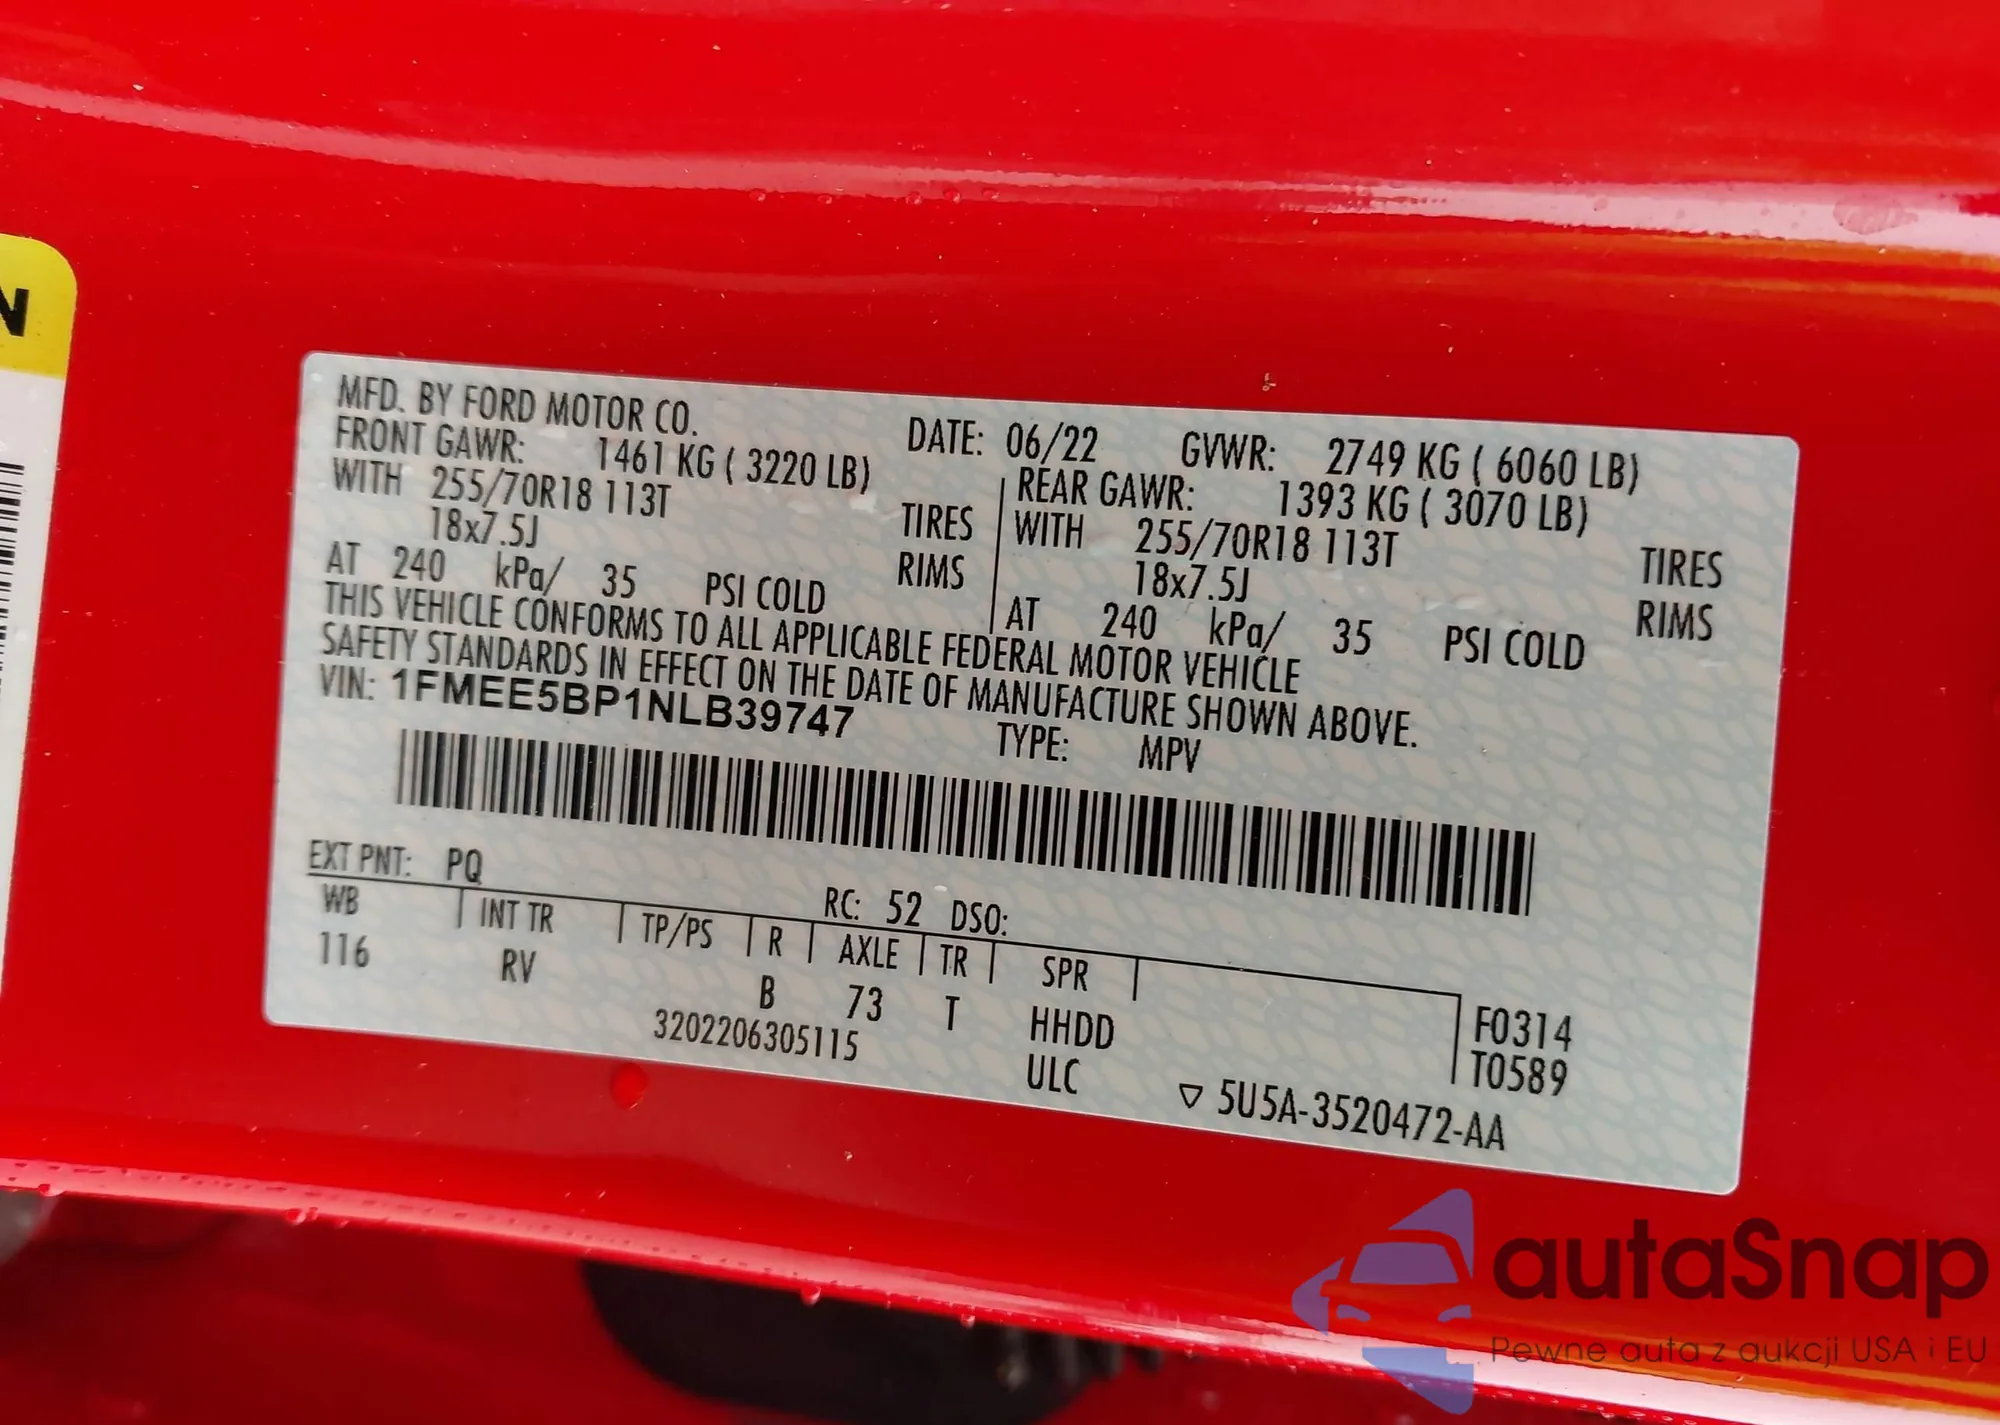 N
MFD. BY FORD MOTOR CO. DATE: 06/22 GVWR: 2749 KG ( 6060 LB)
FRONT GAWR: 1461 KG ( 3220 LB) REAR GAWR: 1393 KG ( 3070 LB)
WITH 255/70R18 113T TIRES WITH 255/70R18 113T TIRES
18x7.5J RIMS 18x7.5J RIMS
AT 240 kPa/ 35 PSI COLD AT 240 kPa/ 35 PSI COLD
THIS VEHICLE CONFORMS TO ALL APPLICABLE FEDERAL MOTOR VEHICLE
SAFETY STANDARDS IN EFFECT ON THE DATE OF MANUFACTURE SHOWN ABOVE.
VIN: 1FMEE5BP1NLB39747 TYPE: MPV
EXT PNT: PQ RC: 52 DSO:
WB INT TR TP/PS R AXLE TR SPR
116 RV B 73 T HHDD F0314
3202206305115 ULC T0589
▽ 5U5A-3520472-AA
autaSnap
Pewne auta z aukcji USA i EU